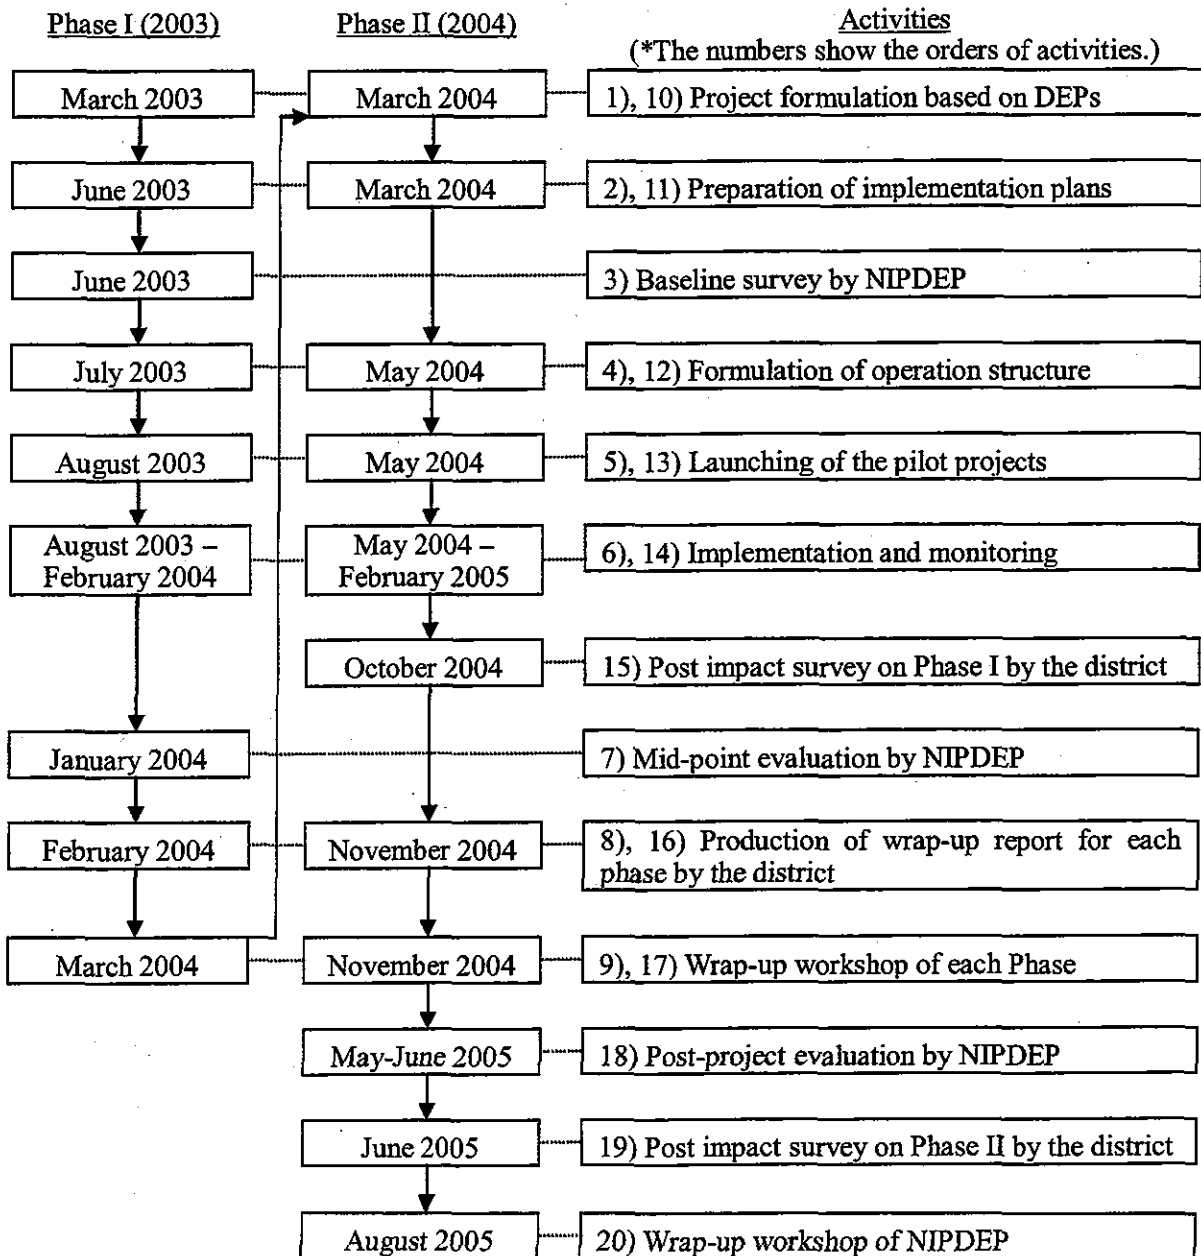 Phase I (2003)
Phase II (2004)
Activities
(*The numbers show the orders of activities.)
March 2003
March 2004
1), 10) Project formulation based on DEPs
June 2003
March 2004
2), 11) Preparation of implementation plans
June 2003
3) Baseline survey by NIPDEP
July 2003
May 2004
4), 12) Formulation of operation structure
August 2003
May 2004
5), 13) Launching of the pilot projects
August 2003 –
February 2004
May 2004 –
February 2005
6), 14) Implementation and monitoring
October 2004
15) Post impact survey on Phase I by the district
January 2004
7) Mid-point evaluation by NIPDEP
February 2004
November 2004
8), 16) Production of wrap-up report for each
phase by the district
March 2004
November 2004
9), 17) Wrap-up workshop of each Phase
May-June 2005
18) Post-project evaluation by NIPDEP
June 2005
19) Post impact survey on Phase II by the district
August 2005
20) Wrap-up workshop of NIPDEP